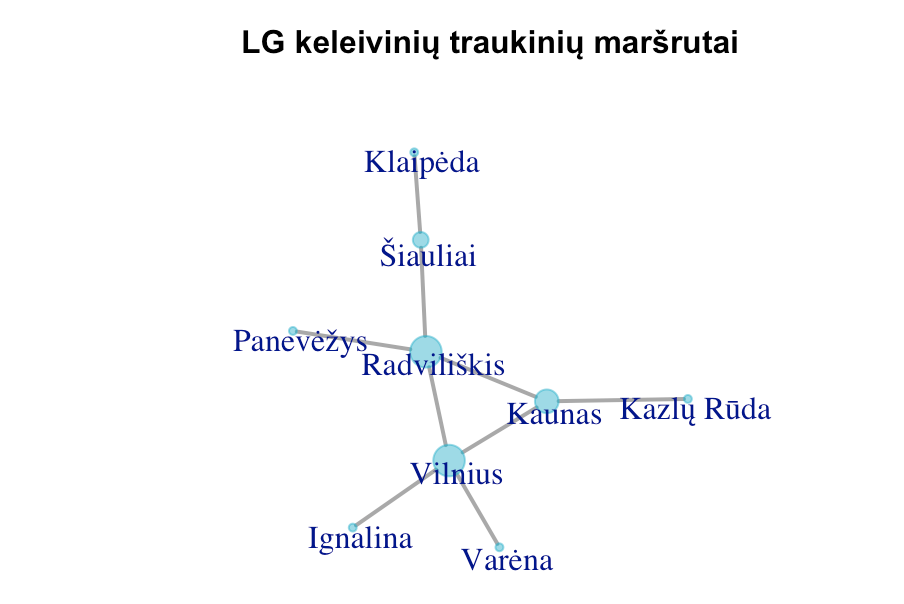 LG keleivinių traukinių maršrutai
Klaipėda
Šiauliai
Panevėžys
Radviliškis
Kaunas
Kazlų Rūda
Vilnius
Ignalina
Varėna